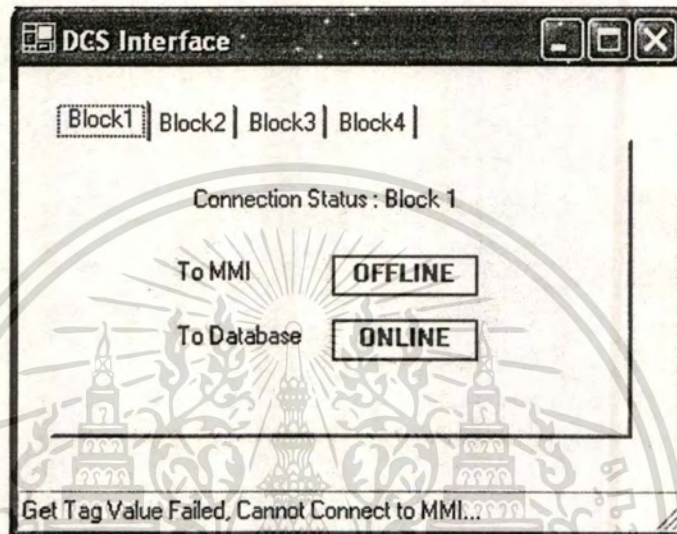 DCS Interface
Block1 Block2 Block3 Block4
Connection Status : Block 1
To MMI OFFLINE
To Database ONLINE
Get Tag Value Failed, Cannot Connect to MMI...